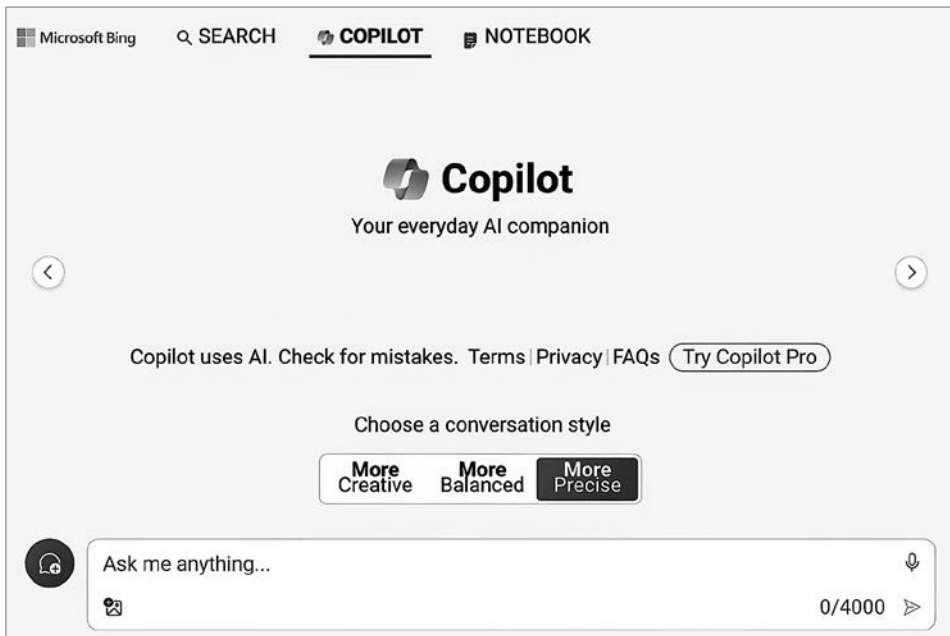 Microsoft Bing SEARCH COPILOT NOTEBOOK
Copilot
Your everyday AI companion
Copilot uses AI. Check for mistakes. Terms | Privacy | FAQs Try Copilot Pro
Choose a conversation style
More More More
Creative Balanced Precise
Ask me anything...
0/4000